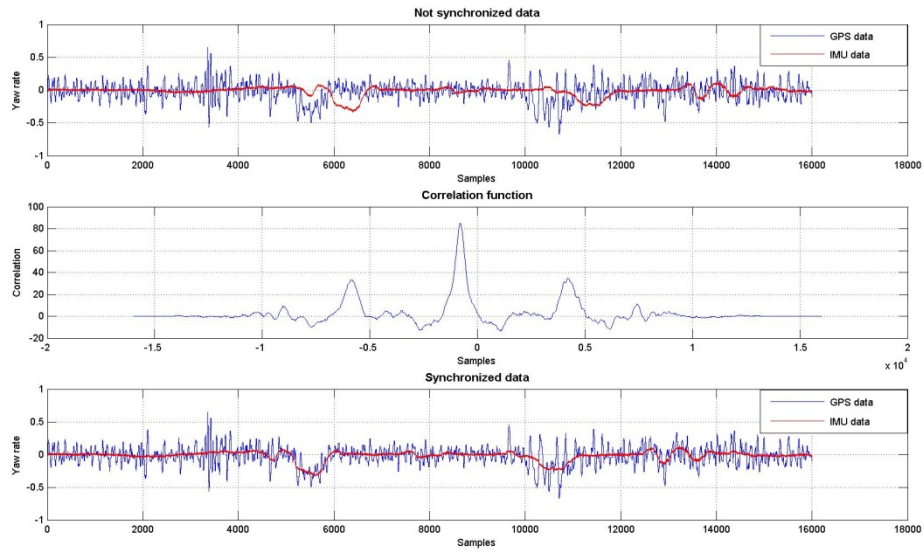 Not synchronized data
1
0.5
0
-0.5
-1
Yaw rate
GPS data
IMU data
0 2000 4000 6000 8000 10000 12000 14000 16000 18000
Samples
Correlation function
100
80
60
40
20
0
-20
Correlation
-2 -1.5 -1 -0.5 0 0.5 1 1.5 2
Samples
x 10^4
Synchronized data
1
0.5
0
-0.5
-1
Yaw rate
GPS data
IMU data
0 2000 4000 6000 8000 10000 12000 14000 16000 18000
Samples